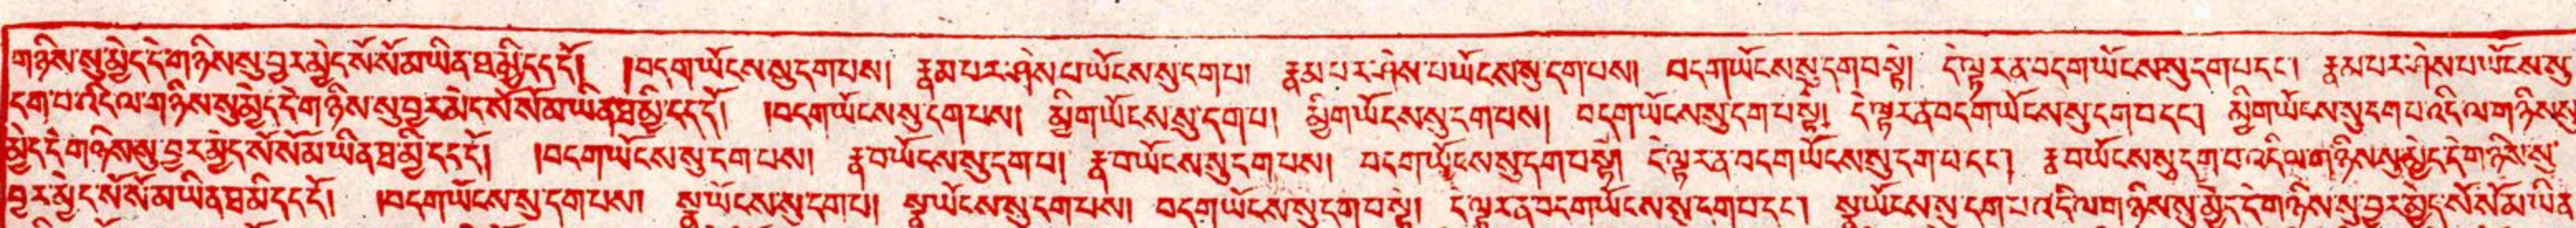 གཉིས་སུ་མྱེད་དེ་གཉིས་སུ་བྱར་མྱེད་སོ་སོ་མ་ཡིན་ཐ་མྱི་དད་དོ། །བདག་ཡོངས་སུ་དག་པས། རྣམ་པར་ཤེས་པ་ཡོངས་སུ་དག་པ། རྣམ་པར་ཤེས་པ་ཡོངས་སུ་དག་པས། བདག་ཡོངས་སུ་དག་པ་སྟེ། དེ་ལྟར་ན་བདག་ཡོངས་སུ་དག་པ་དང་། རྣམ་པར་ཤེས་པ་ཡོངས་སུ་
དག་པ་འདི་ལ་གཉིས་སུ་མྱེད་དེ་གཉིས་སུ་བྱར་མྱེད་སོ་སོ་མ་ཡིན་ཐ་མྱི་དད་དོ། །བདག་ཡོངས་སུ་དག་པས། མྱིག་ཡོངས་སུ་དག་པ། མྱིག་ཡོངས་སུ་དག་པས། བདག་ཡོངས་སུ་དག་པ་སྟེ། དེ་ལྟར་ན་བདག་ཡོངས་སུ་དག་པ་དང་། མྱིག་ཡོངས་སུ་དག་པ་འདི་ལ་གཉིས་སུ་
མྱེད་དེ་གཉིས་སུ་བྱར་མྱེད་སོ་སོ་མ་ཡིན་ཐ་མྱི་དད་དོ། །བདག་ཡོངས་སུ་དག་པས། རྣ་བ་ཡོངས་སུ་དག་པ། རྣ་བ་ཡོངས་སུ་དག་པས། བདག་ཡོངས་སུ་དག་པ་སྟེ། དེ་ལྟར་ན་བདག་ཡོངས་སུ་དག་པ་དང་། རྣ་བ་ཡོངས་སུ་དག་པ་འདི་ལ་གཉིས་སུ་མྱེད་དེ་གཉིས་སུ་
བྱར་མྱེད་སོ་སོ་མ་ཡིན་ཐ་མྱི་དད་དོ། །བདག་ཡོངས་སུ་དག་པས། སྣ་ཡོངས་སུ་དག་པ། སྣ་ཡོངས་སུ་དག་པས། བདག་ཡོངས་སུ་དག་པ་སྟེ། དེ་ལྟར་ན་བདག་ཡོངས་སུ་དག་པ་དང་། སྣ་ཡོངས་སུ་དག་པ་འདི་ལ་གཉིས་སུ་མྱེད་དེ་གཉིས་སུ་བྱར་མྱེད་སོ་སོ་མ་ཡིན་